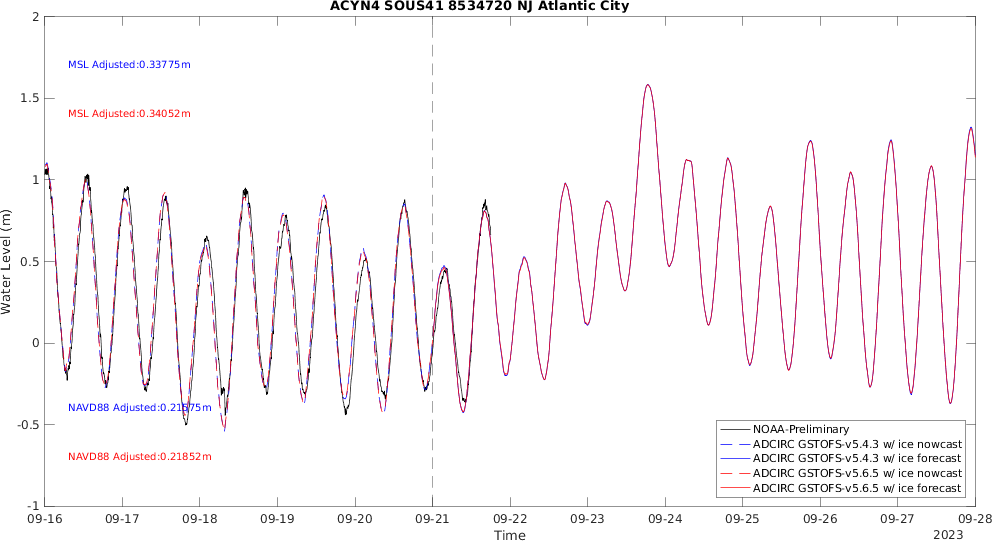 ACYN4 SOUS41 8534720 NJ Atlantic City
2
1.5
1
0.5
0
-0.5
-1
Water Level (m)
MSL Adjusted:0.33775m
MSL Adjusted:0.34052m
NAVD88 Adjusted:0.21575m
NAVD88 Adjusted:0.21852m
NOAA-Preliminary
ADCIRC GSTOFS-v5.4.3 w/ ice nowcast
ADCIRC GSTOFS-v5.4.3 w/ ice forecast
ADCIRC GSTOFS-v5.6.5 w/ ice nowcast
ADCIRC GSTOFS-v5.6.5 w/ ice forecast
09-16 09-17 09-18 09-19 09-20 09-21 09-22 09-23 09-24 09-25 09-26 09-27 09-28
Time
2023